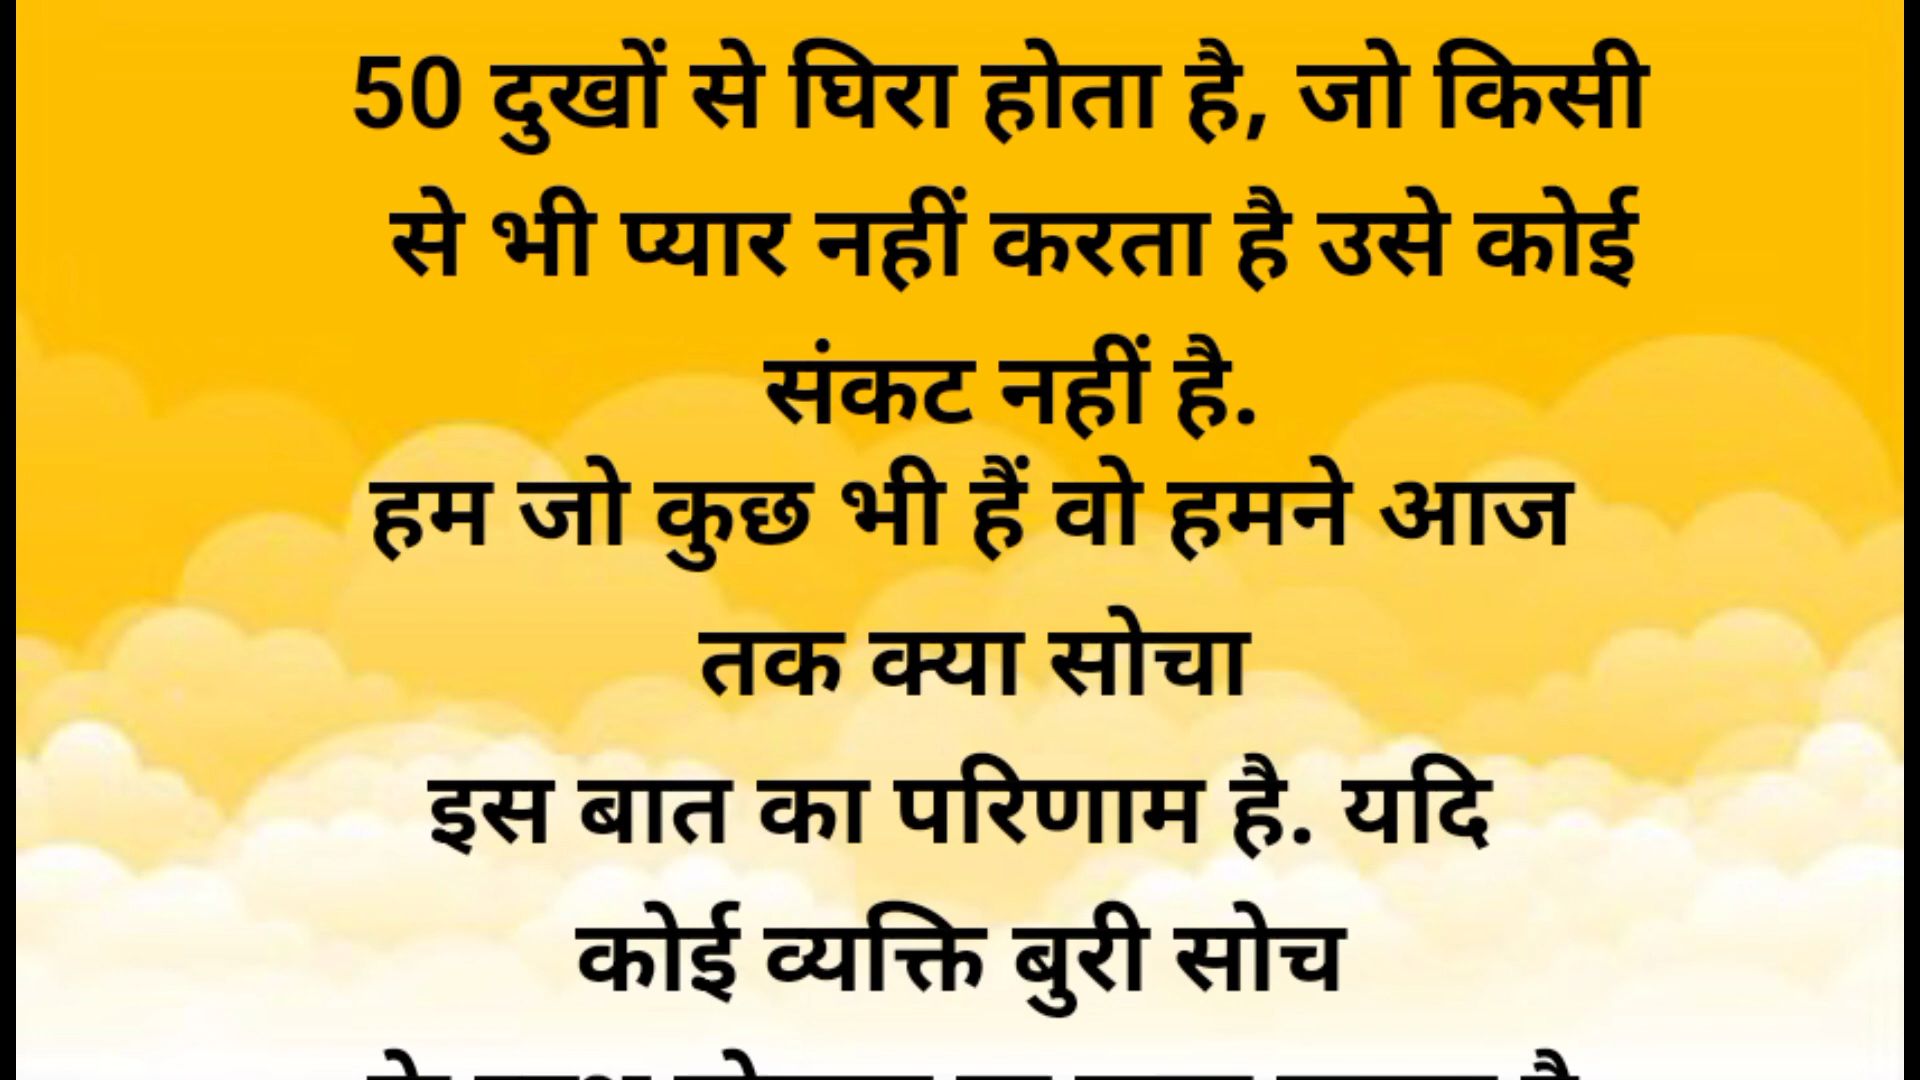 50 दुखों से घिरा होता है, जो किसी
से भी प्यार नहीं करता है उसे कोई
संकट नहीं है.
हम जो कुछ भी हैं वो हमने आज
तक क्या सोचा
इस बात का परिणाम है. यदि
कोई व्यक्ति बुरी सोच